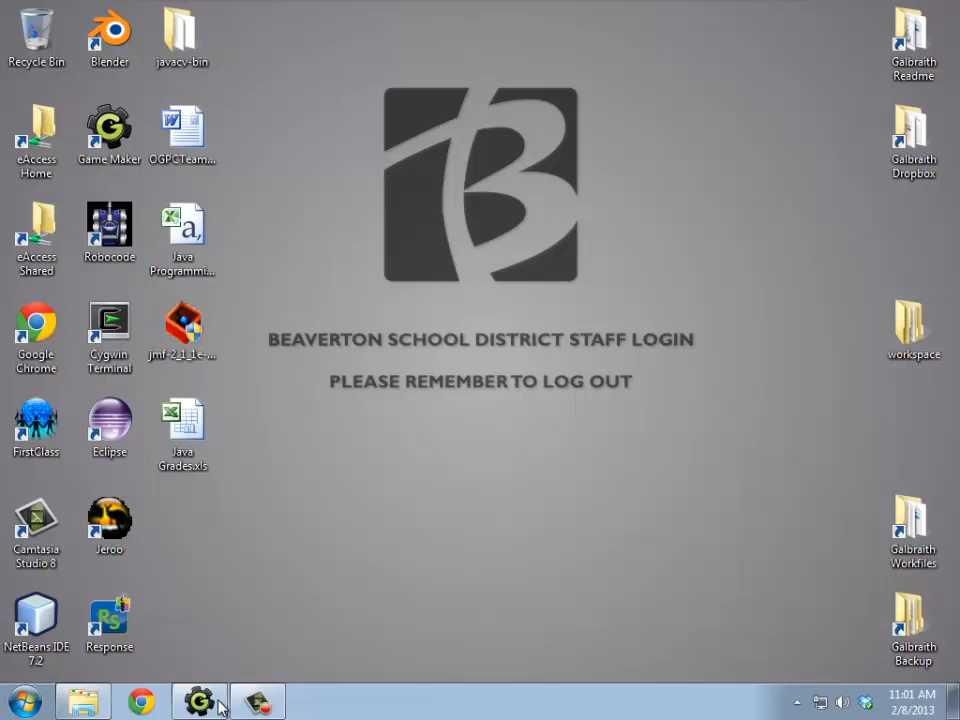 Recycle Bin
Blender
javacv-bin
Galbraith
Readme
eAccess
Home
Game Maker
OGPCTeam...
Galbraith
Dropbox
eAccess
Shared
Robocode
Java
Programmi...
BEAVERTON SCHOOL DISTRICT STAFF LOGIN
PLEASE REMEMBER TO LOG OUT
Google
Chrome
Cygwin
Terminal
jmf-2_1_1e-...
workspace
FirstClass
Eclipse
Java
Grades.xls
Camtasia
Studio 8
Jeroo
Galbraith
Workfiles
NetBeans IDE
7.2
RS
Response
Galbraith
Backup
11:01 AM
2/8/2013